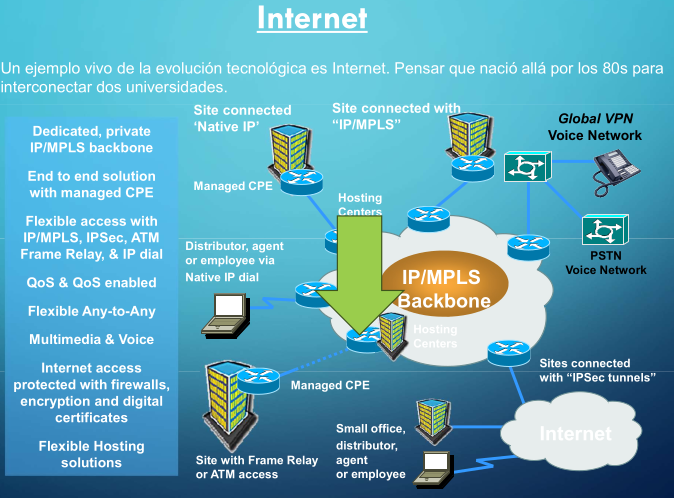 Internet
Un ejemplo vivo de la evolución tecnológica es Internet. Pensar que nació allá por los 80s para
interconectar dos universidades.
Dedicated, private
IP/MPLS backbone
End to end solution
with managed CPE
Flexible access with
IP/MPLS, IPSec, ATM
Frame Relay, & IP dial
QoS & QoS enabled
Flexible Any-to-Any
Multimedia & Voice
Internet access
protected with firewalls,
encryption and digital
certificates
Flexible Hosting
solutions
Site connected
‘Native IP’
Managed CPE
Site connected with
“IP/MPLS”
Global VPN
Voice Network
Hosting
Centers
PSTN
Voice Network
Distributor, agent
or employee via
Native IP dial
IP/MPLS
Backbone
Hosting
Centers
Managed CPE
Sites connected
with “IPSec tunnels”
Site with Frame Relay
or ATM access
Small office,
distributor,
agent
or employee
Internet